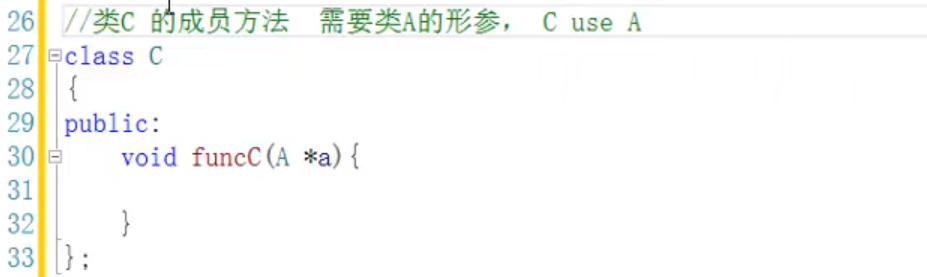 26 //类C 的成员方法  需要类A的形参， C use A
27 class C
28 {
29 public:
30     void funcC(A *a){
31
32     }
33 };